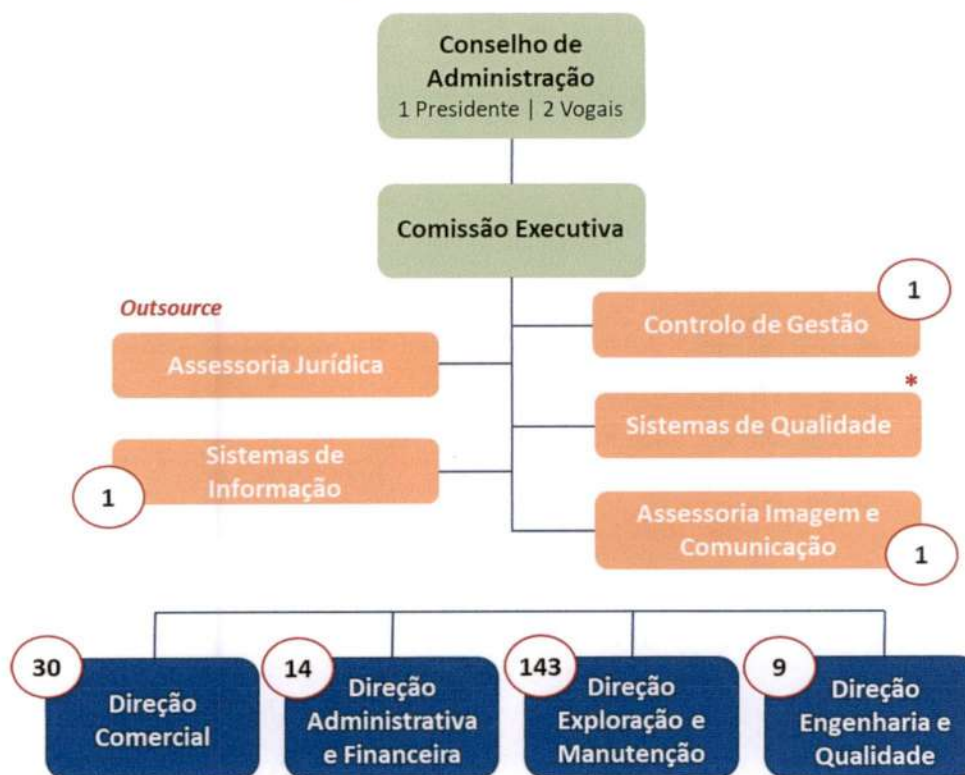 Conselho de
Administração
1 Presidente | 2 Vogais
Comissão Executiva
Outsource
1
Controlo de Gestão
Assessoria Jurídica
*
Sistemas de Qualidade
Sistemas de
Informação
1
Assessoria Imagem e
Comunicação
1
30
Direção
Comercial
14
Direção
Administrativa
e Financeira
143
Direção
Exploração e
Manutenção
9
Direção
Engenharia e
Qualidade